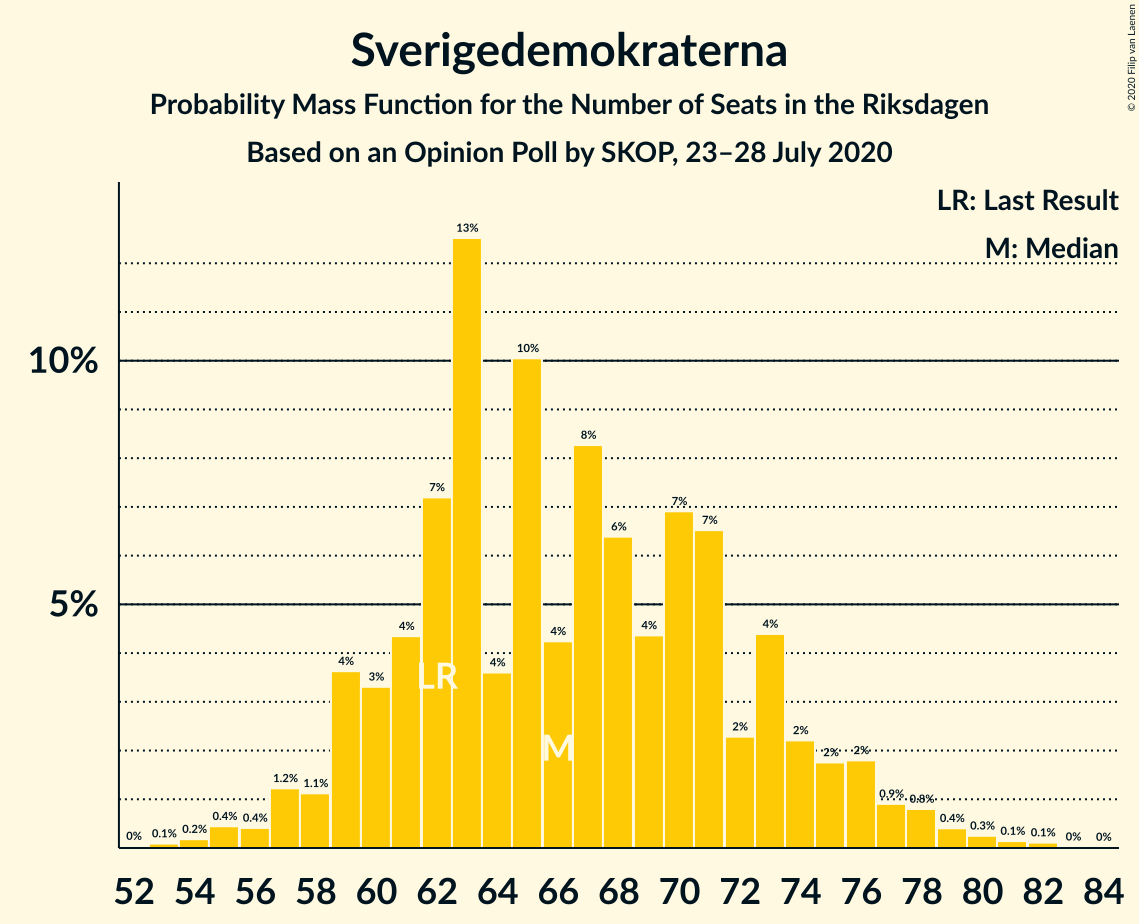 Sverigedemokraterna
Probability Mass Function for the Number of Seats in the Riksdagen
Based on an Opinion Poll by SKOP, 23–28 July 2020
© 2020 Filip van Laenen
LR: Last Result
M: Median
10%
5%
0% 0.1% 0.2% 0.4% 0.4% 1.2% 1.1% 4% 3% 4% 7% 13% 4% 10% 4% 8% 6% 4% 7% 7% 2% 4% 2% 2% 2% 0.9% 0.8% 0.4% 0.3% 0.1% 0.1% 0% 0%
LR
M
52 54 56 58 60 62 64 66 68 70 72 74 76 78 80 82 84